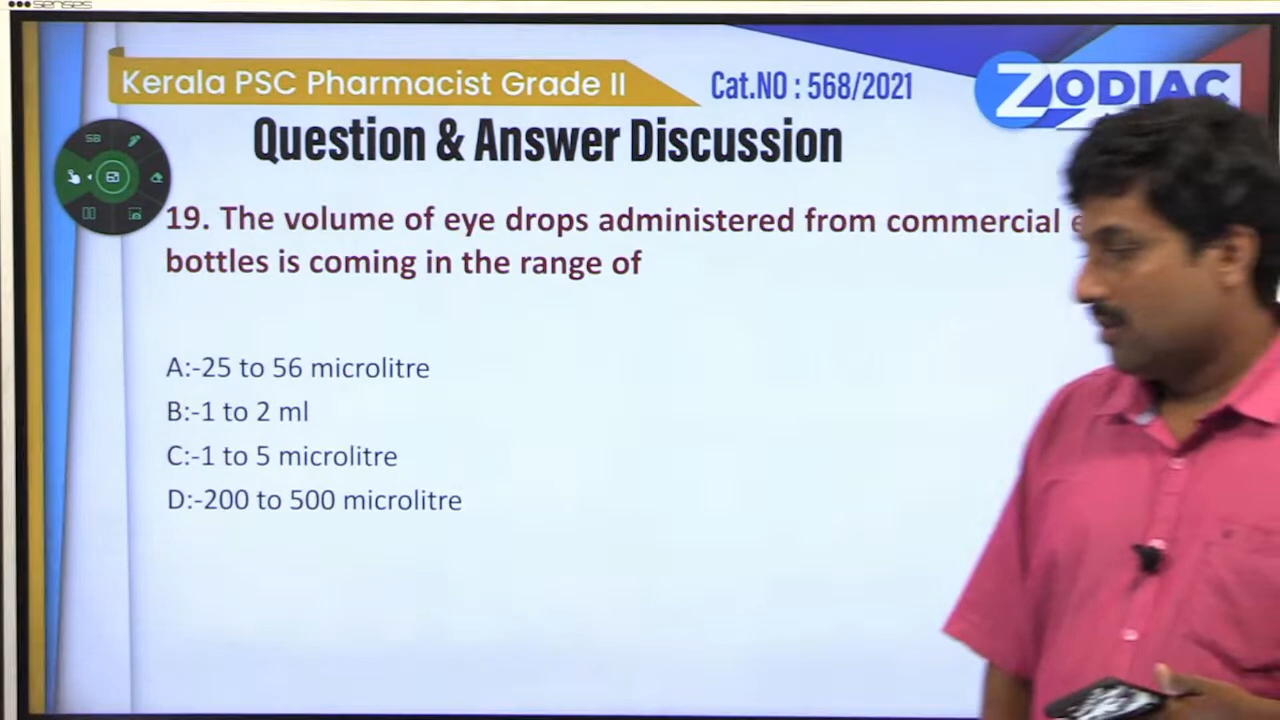 senses
Kerala PSC Pharmacist Grade II
Cat.NO : 568/2021
ZODIAC
Question & Answer Discussion
58
19. The volume of eye drops administered from commercial
bottles is coming in the range of
A:-25 to 56 microlitre
B:-1 to 2 ml
C:-1 to 5 microlitre
D:-200 to 500 microlitre